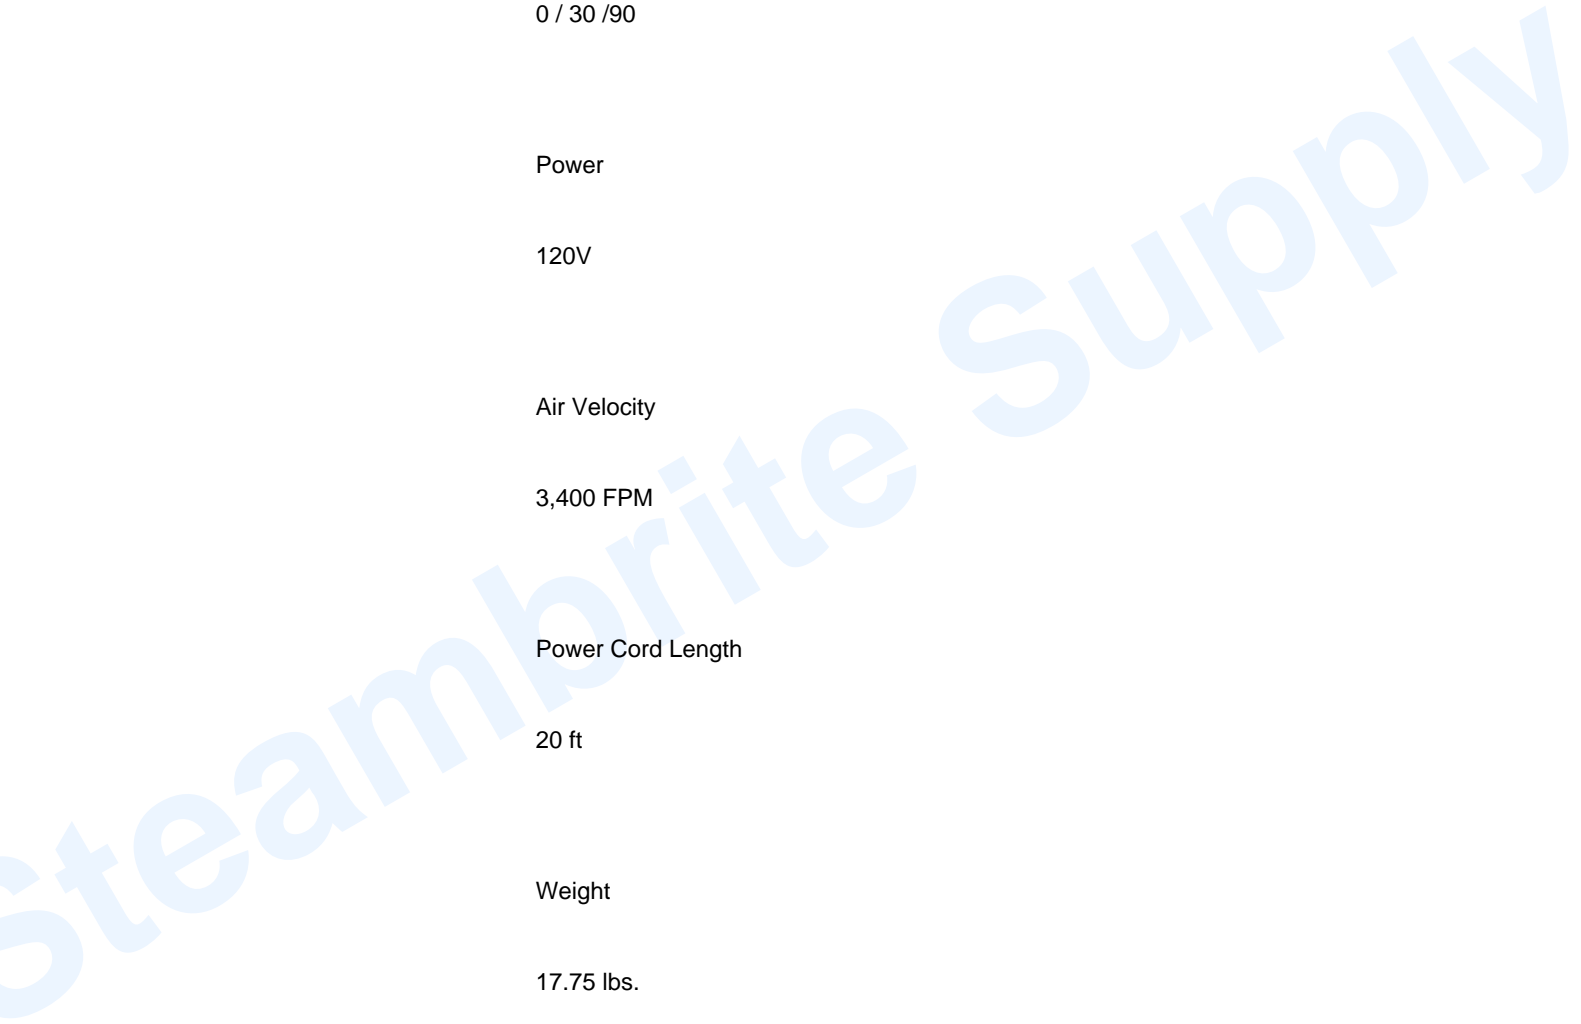 0 / 30 /90
Power
120V
Air Velocity
3,400 FPM
Power Cord Length
20 ft
Weight
17.75 lbs.
Steambrite Supply